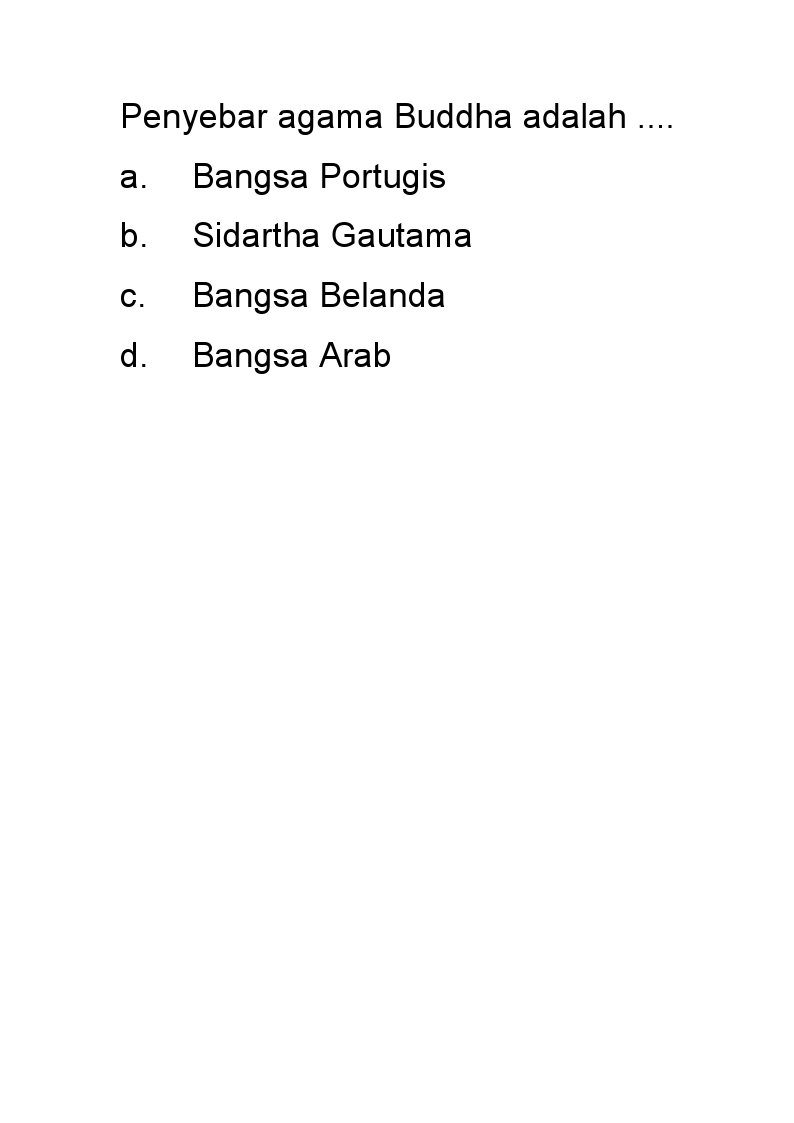 Penyebar agama Buddha adalah ....
a. Bangsa Portugis
b. Sidartha Gautama
c. Bangsa Belanda
d. Bangsa Arab